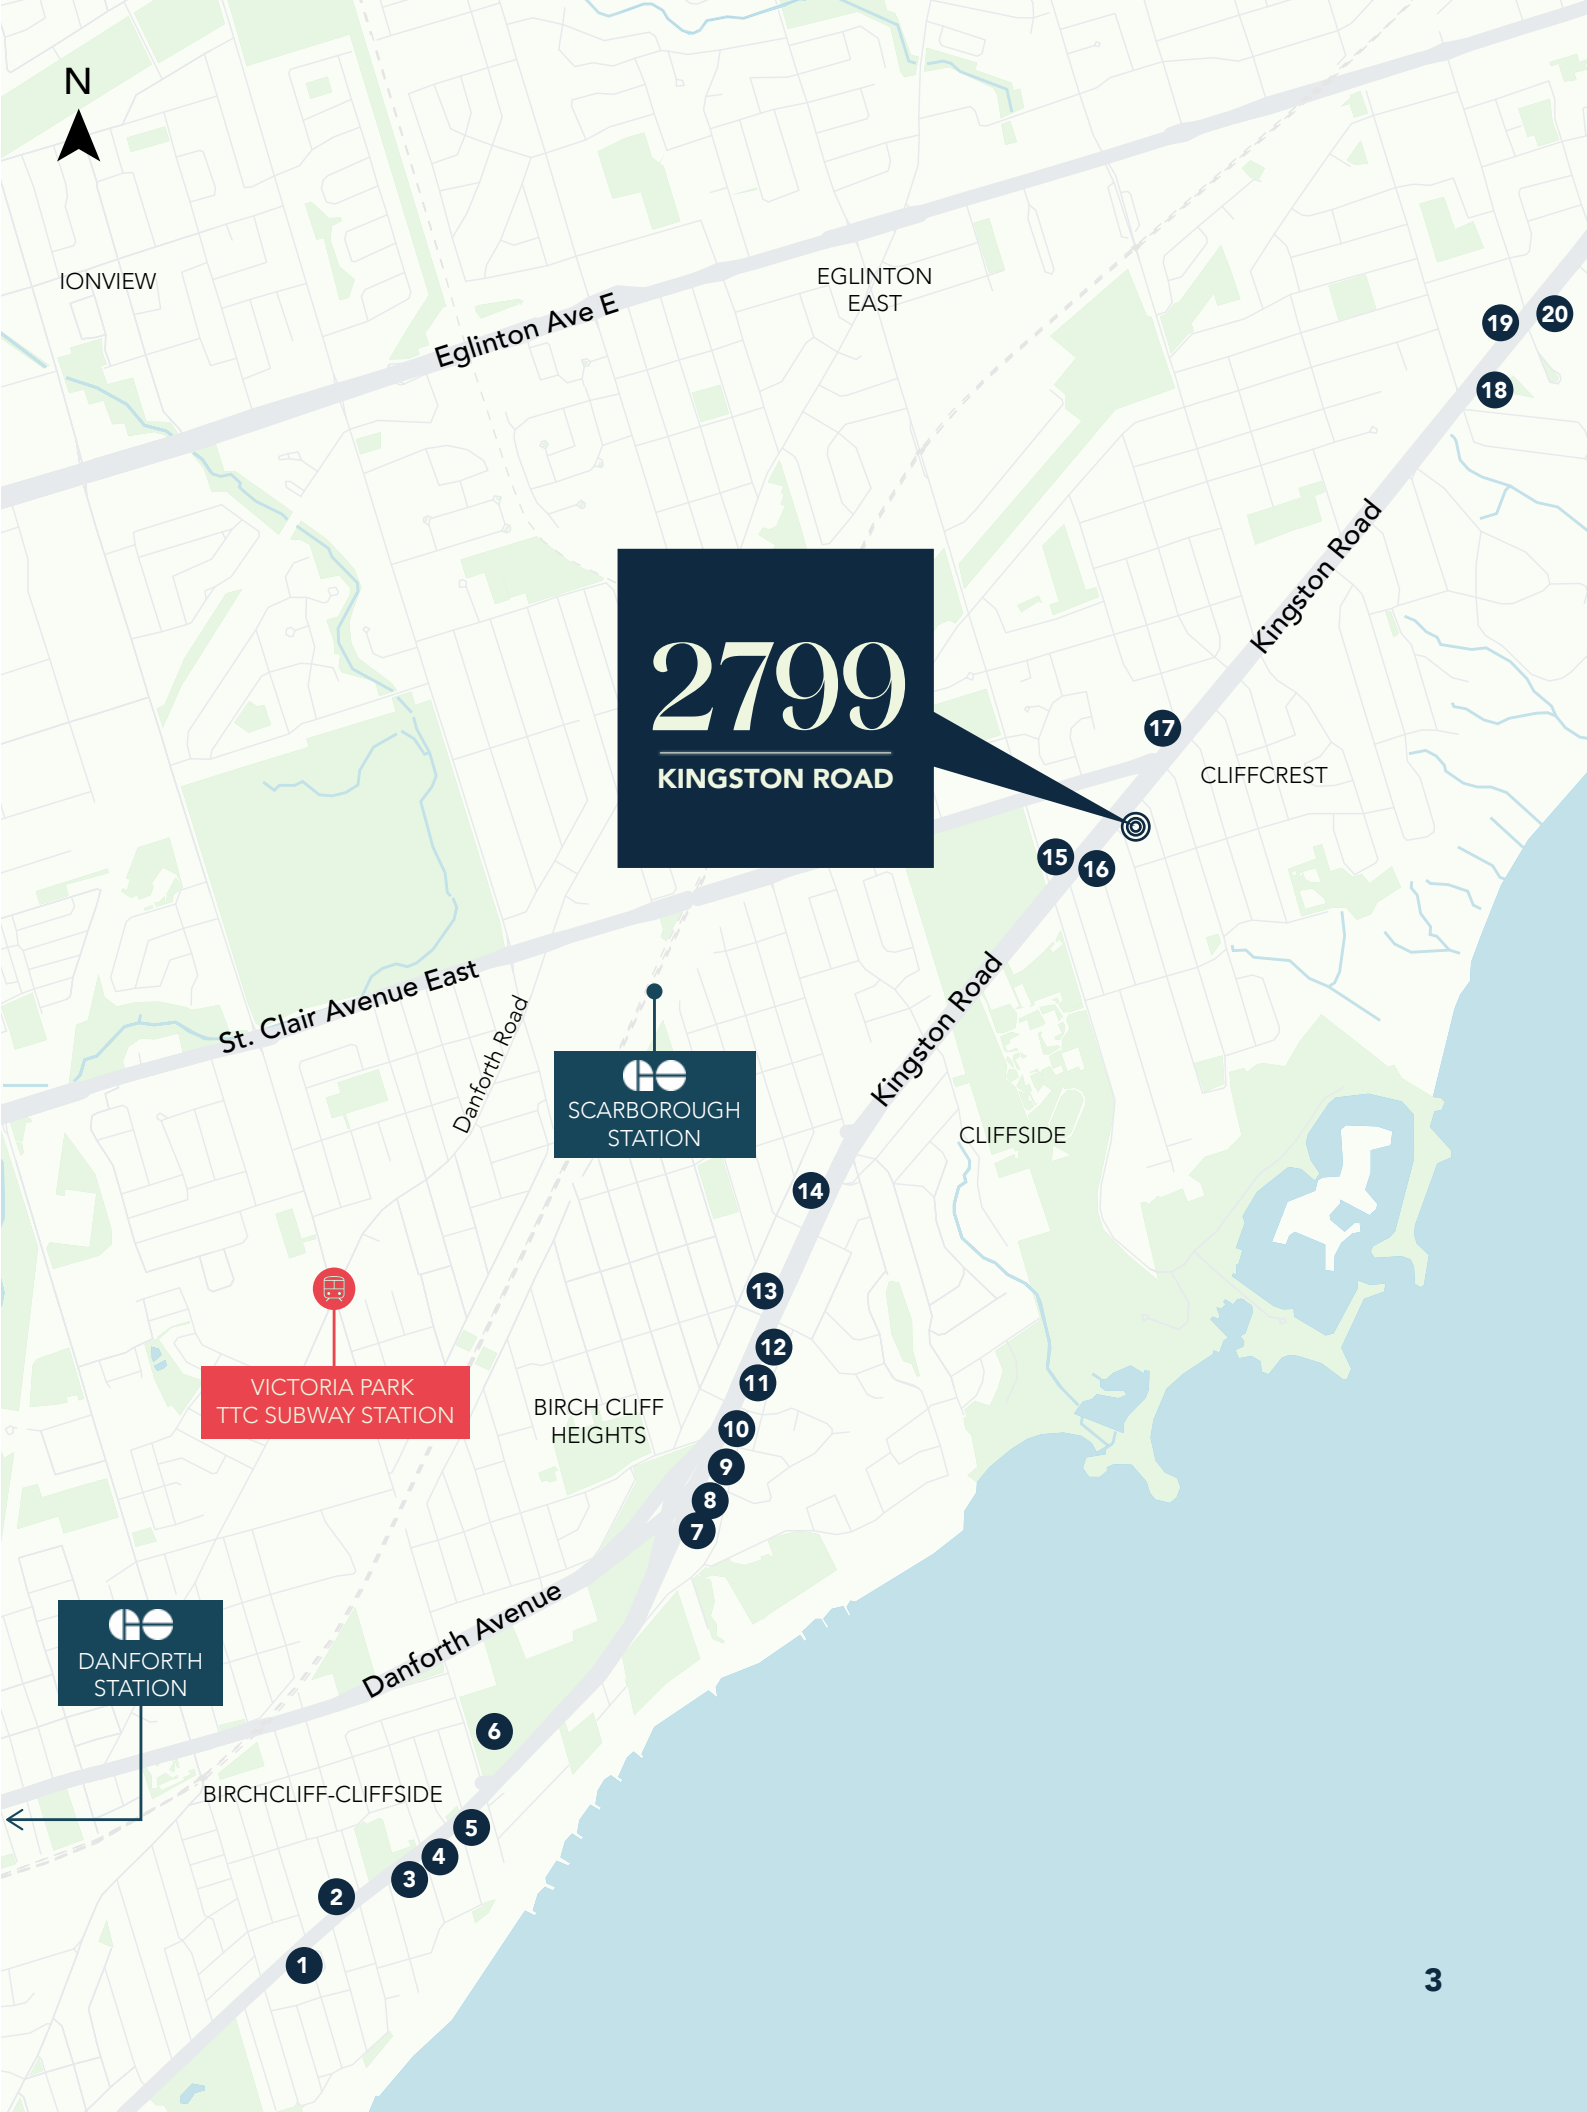 N
IONVIEW
EGLINTON
EAST
Eglinton Ave E
19
20
18
Kingston Road
2799
KINGSTON ROAD
17
CLIFFCREST
15
16
St. Clair Avenue East
Danforth Road
Kingston Road
GO
SCARBOROUGH
STATION
CLIFFSIDE
14
13
12
11
VICTORIA PARK
TTC SUBWAY STATION
BIRCH CLIFF
HEIGHTS
10
9
8
7
Danforth Avenue
GO
DANFORTH
STATION
6
BIRCHCLIFF-CLIFFSIDE
5
4
3
2
1
3